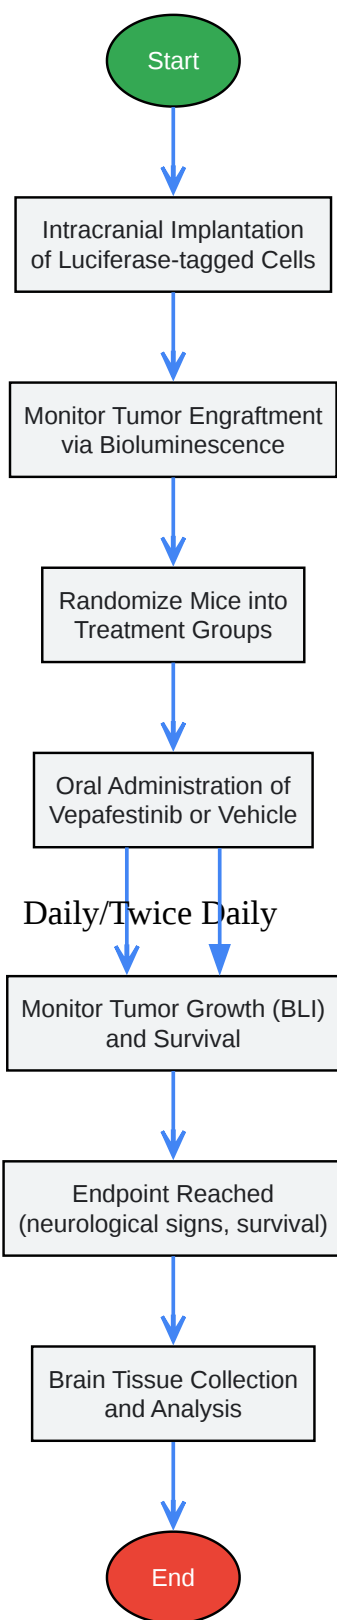 Start
Intracranial Implantation
of Luciferase-tagged Cells
Monitor Tumor Engraftment
via Bioluminescence
Randomize Mice into
Treatment Groups
Oral Administration of
Vepafestinib or Vehicle
Daily/Twice Daily
Monitor Tumor Growth (BLI)
and Survival
Endpoint Reached
(neurological signs, survival)
Brain Tissue Collection
and Analysis
End